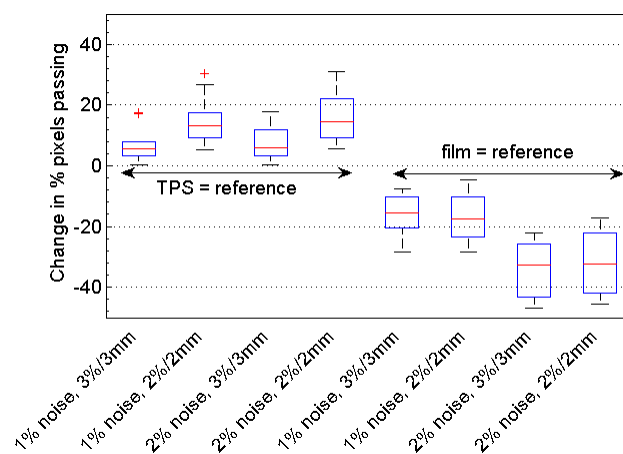 Change in % pixels passing
40
20
0
-20
-40
TPS = reference
film = reference
1% noise, 3%/3mm
1% noise, 2%/2mm
2% noise, 3%/3mm
2% noise, 2%/2mm
1% noise, 3%/3mm
1% noise, 2%/2mm
2% noise, 3%/3mm
2% noise, 2%/2mm